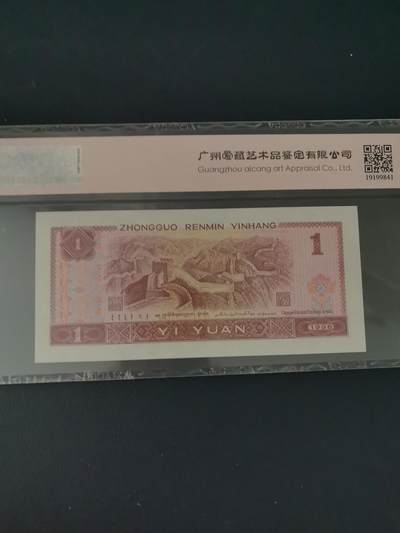 广州爱藏艺术品鉴定有限公司
Guangzhou aicang art Appraisal Co., Ltd.
19199841
ZHONGGUO RENMIN YINHANG
1
1
1
YI YUAN
1996